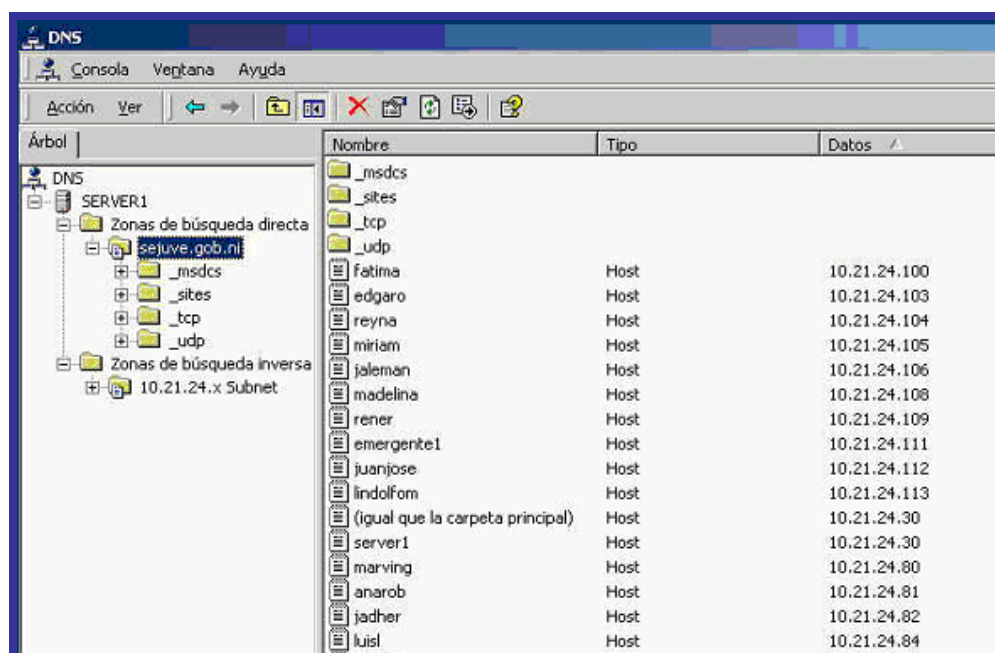 DNS
Consola Ventana Ayuda
Acción Ver
Árbol
DNS
SERVER1
Zonas de búsqueda directa
sejuve.gob.ni
_msdcs
_sites
_tcp
_udp
Zonas de búsqueda inversa
10.21.24.x Subnet
Nombre Tipo Datos
_msdcs
_sites
_tcp
_udp
fatima Host 10.21.24.100
edgaro Host 10.21.24.103
reyna Host 10.21.24.104
miriam Host 10.21.24.105
jaleman Host 10.21.24.106
madelina Host 10.21.24.108
rener Host 10.21.24.109
emergente1 Host 10.21.24.111
juanjose Host 10.21.24.112
lindolfom Host 10.21.24.113
(igual que la carpeta principal) Host 10.21.24.30
server1 Host 10.21.24.30
marving Host 10.21.24.80
anarob Host 10.21.24.81
jadher Host 10.21.24.82
luisl Host 10.21.24.84